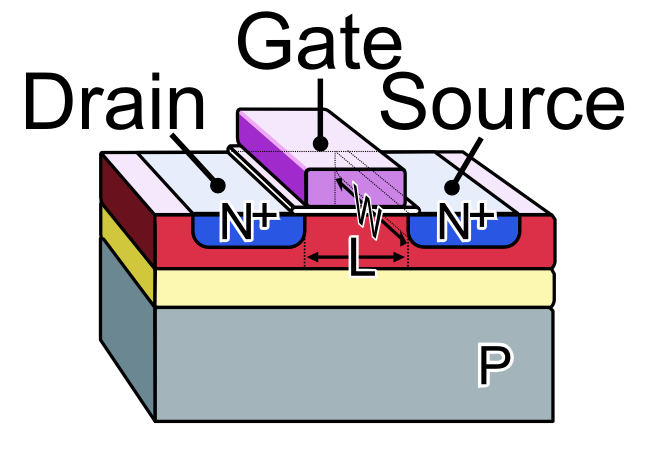 Gate
Drain
Source
N+
N+
W
L
P